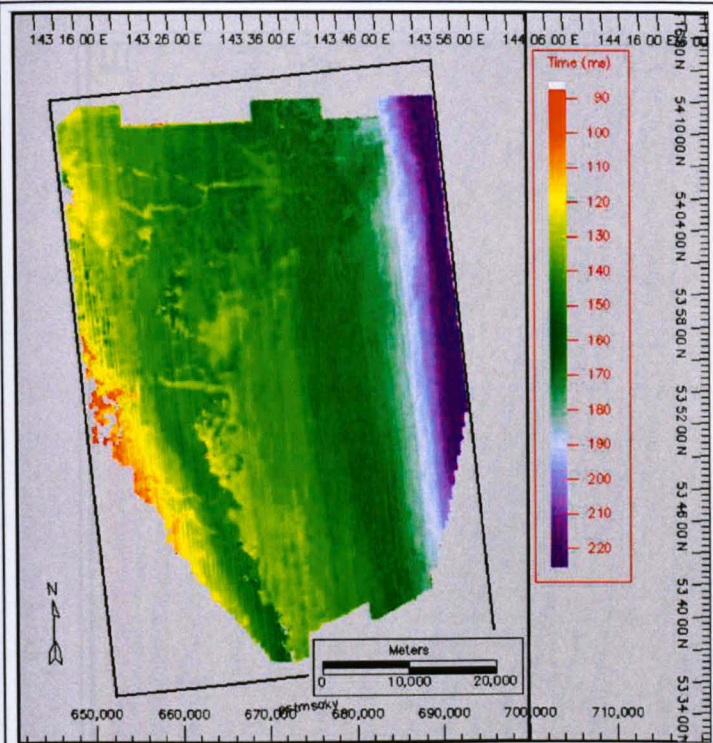 143 16 00 E 143 26 00 E 143 36 00 E 143 46 00 E 143 56 00 E 144 06 00 E 144 16 00 E
Time (ms)
90
100
110
120
130
140
150
160
170
180
190
200
210
220
54 10 00 N
54 04 00 N
53 58 00 N
53 52 00 N
53 46 00 N
53 40 00 N
53 34 00 N
N
Meters
0 10,000 20,000
650,000 660,000 670,000 680,000 690,000 700,000 710,000